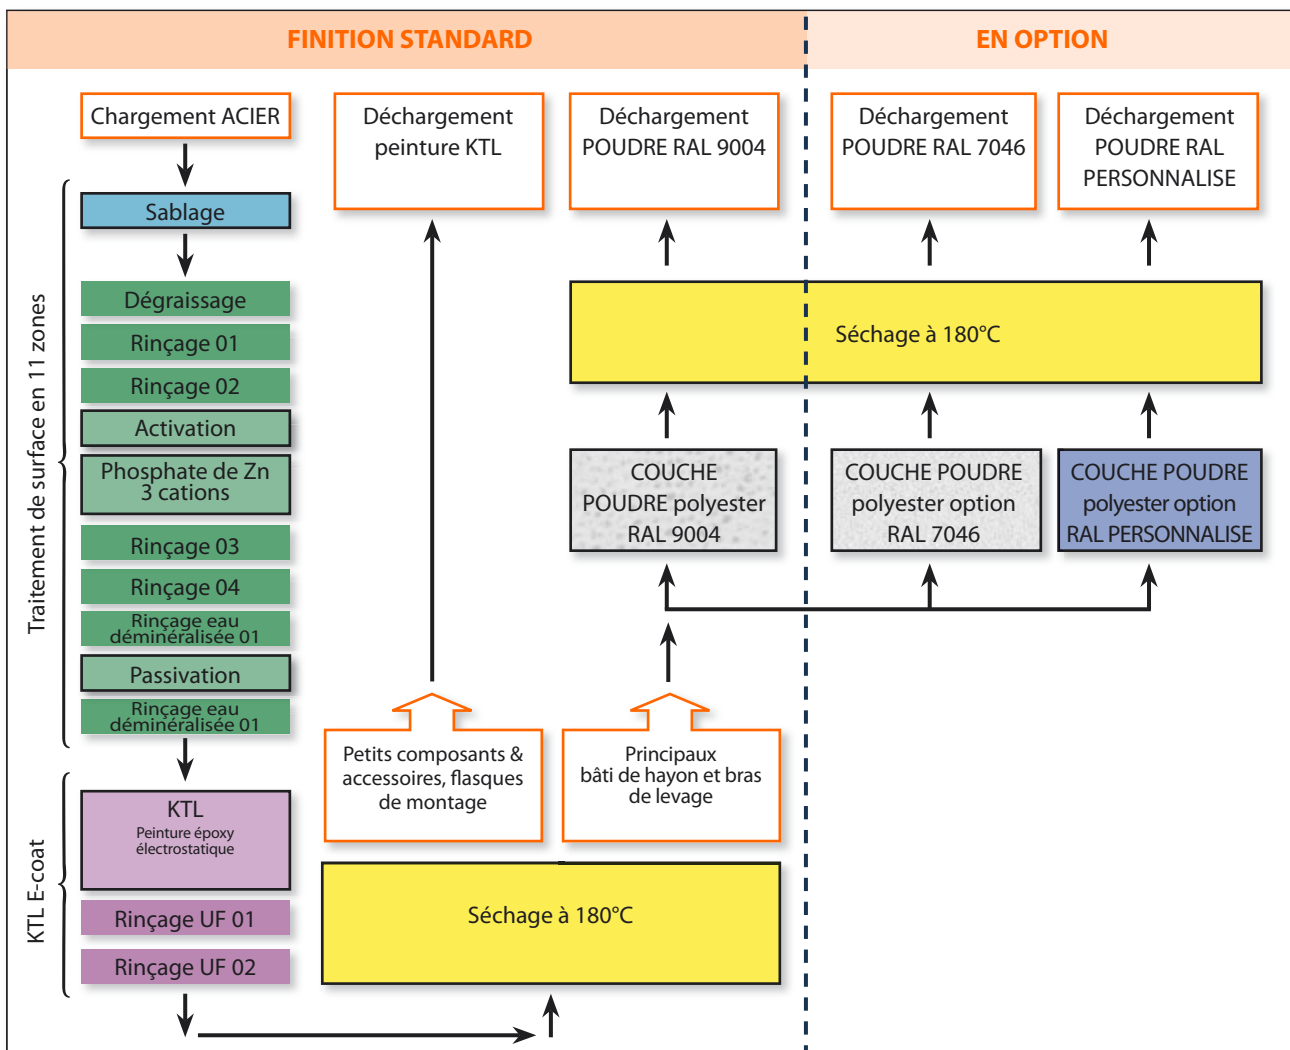 FINITION STANDARD
EN OPTION
Chargement ACIER
Déchargement
peinture KTL
Déchargement
POUDRE RAL 9004
Déchargement
POUDRE RAL 7046
Déchargement
POUDRE RAL
PERSONNALISE
Traitement de surface en 11 zones
Sablage
Dégraissage
Rinçage 01
Rinçage 02
Activation
Phosphate de Zn
3 cations
Rinçage 03
Rinçage 04
Rinçage eau
déminéralisée 01
Passivation
Rinçage eau
déminéralisée 01
Séchage à 180°C
COUCHE
POUDRE polyester
RAL 9004
COUCHE POUDRE
polyester option
RAL 7046
COUCHE POUDRE
polyester option
RAL PERSONNALISE
Petits composants &
accessoires, flasques
de montage
Principaux
bâti de hayon et bras
de levage
KTL E-coat
KTL
Peinture époxy
électrostatique
Rinçage UF 01
Rinçage UF 02
Séchage à 180°C